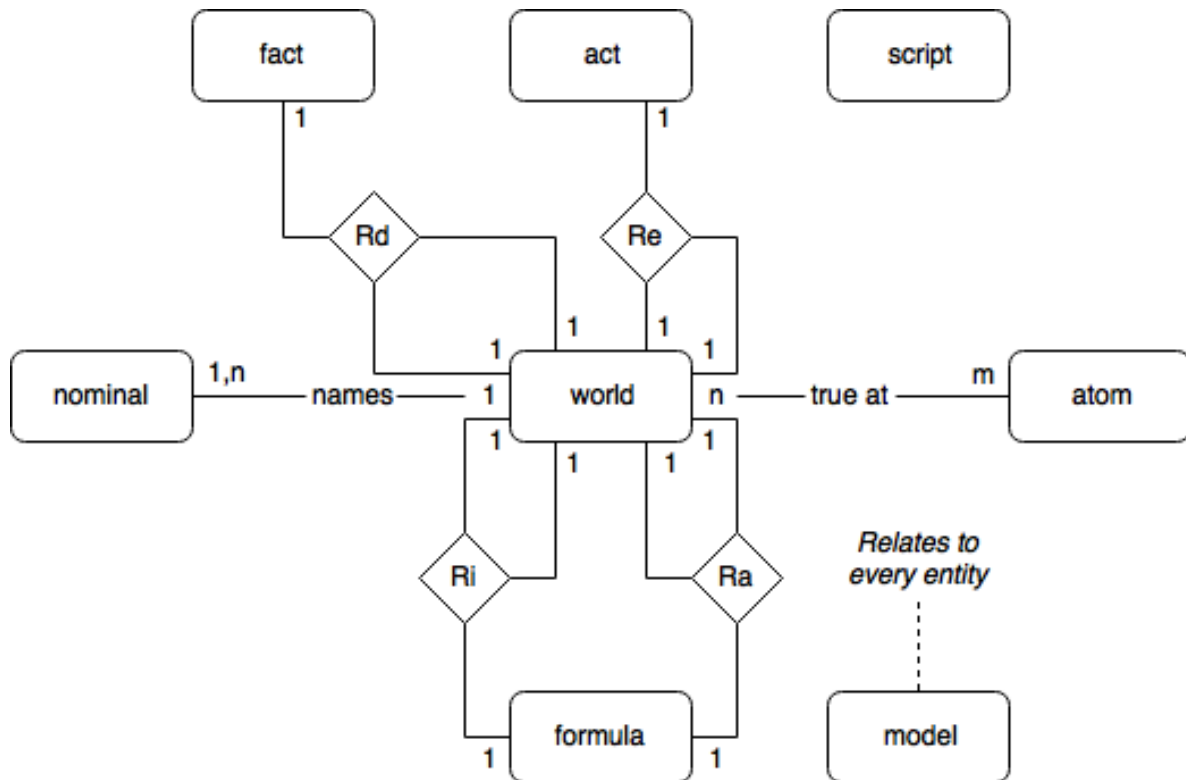 fact
act
script
1
1
Rd
Re
1
1
1
1
1,n
m
nominal
names
1
world
n
true at
atom
1
1
1
1
Relates to
every entity
Ri
Ra
formula
model
1
1